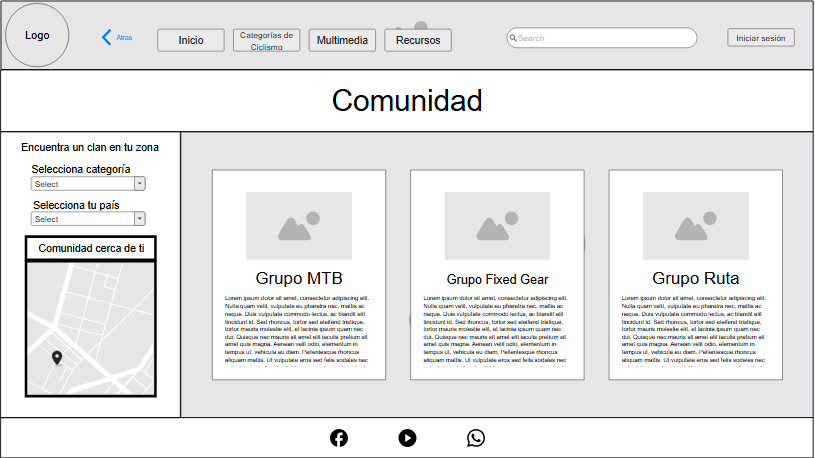 Logo
Atras
Inicio
Categorías de
Ciclismo
Multimedia
Recursos
Search
Iniciar sesión
Comunidad
Encuentra un clan en tu zona
Selecciona categoría
Select
Selecciona tu país
Select
Comunidad cerca de ti
Grupo MTB
Lorem ipsum dolor sit amet, consectetur adipiscing elit.
Nulla quam velit, vulputate eu pharetra nec, mattis ac
neque. Duis vulputate commodo lectus, ac blandit elit
tincidunt id. Sed rhoncus, tortor sed eleifend tristique,
tortor mauris molestie elit, et lacinia ipsum quam nec
dui. Quisque nec mauris sit amet elit iaculis pretium sit
amet quis magna. Aenean velit odio, elementum in
tempus ut, vehicula eu diam. Pellentesque rhoncus
aliquam mattis. Ut vulputate eros sed felis sodales nec
Grupo Fixed Gear
Lorem ipsum dolor sit amet, consectetur adipiscing elit.
Nulla quam velit, vulputate eu pharetra nec, mattis ac
neque. Duis vulputate commodo lectus, ac blandit elit
tincidunt id. Sed rhoncus, tortor sed eleifend tristique,
tortor mauris molestie elit, et lacinia ipsum quam nec
dui. Quisque nec mauris sit amet elit iaculis pretium sit
amet quis magna. Aenean velit odio, elementum in
tempus ut, vehicula eu diam. Pellentesque rhoncus
aliquam mattis. Ut vulputate eros sed felis sodales nec
Grupo Ruta
Lorem ipsum dolor sit amet, consectetur adipiscing elit.
Nulla quam velit, vulputate eu pharetra nec, mattis ac
neque. Duis vulputate commodo lectus, ac blandit elit
tincidunt id. Sed rhoncus, tortor sed eleifend tristique,
tortor mauris molestie elit, et lacinia ipsum quam nec
dui. Quisque nec mauris sit amet elit iaculis pretium sit
amet quis magna. Aenean velit odio, elementum in
tempus ut, vehicula eu diam. Pellentesque rhoncus
aliquam mattis. Ut vulputate eros sed felis sodales nec